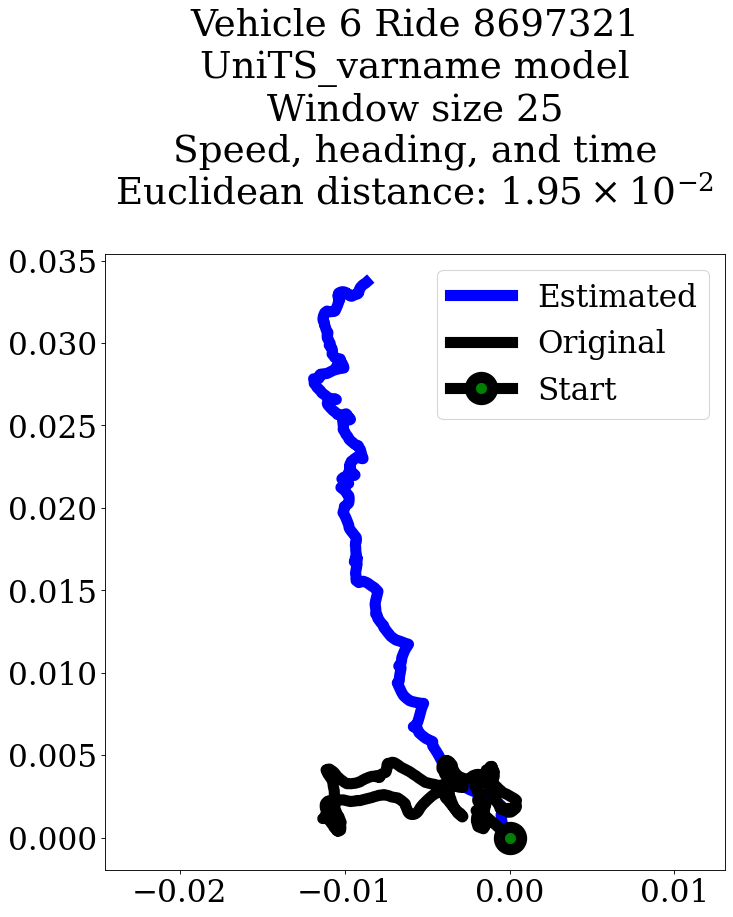 Vehicle 6 Ride 8697321
UniTS_varname model
Window size 25
Speed, heading, and time
Euclidean distance: 1.95 × 10⁻²
0.035
0.030
0.025
0.020
0.015
0.010
0.005
0.000
Estimated
Original
Start
−0.02
−0.01
0.00
0.01